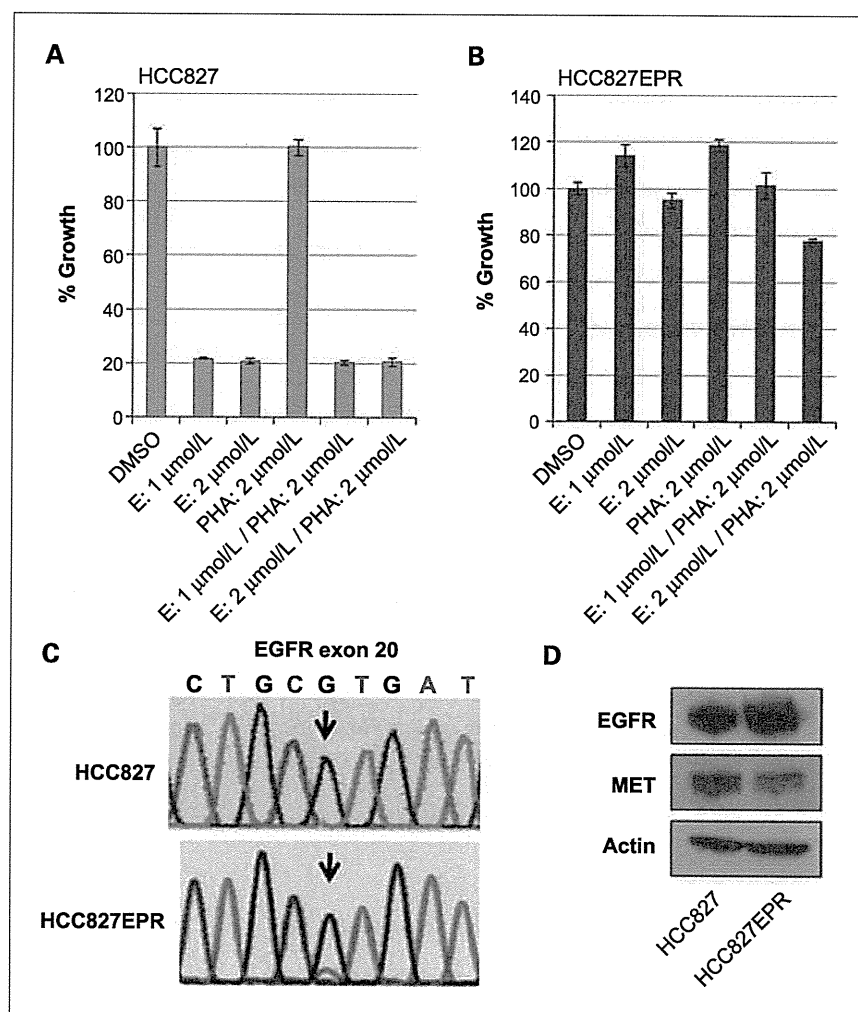 A
HCC827
120
100
80
60
40
20
0
% Growth
DMSO
E: 1 µmol/L
E: 2 µmol/L
PHA: 2 µmol/L
E: 1 µmol/L / PHA: 2 µmol/L
E: 2 µmol/L / PHA: 2 µmol/L
B
HCC827EPR
140
120
100
80
60
40
20
0
% Growth
DMSO
E: 1 µmol/L
E: 2 µmol/L
PHA: 2 µmol/L
E: 1 µmol/L / PHA: 2 µmol/L
E: 2 µmol/L / PHA: 2 µmol/L
C
EGFR exon 20
C T G C G T G A T
HCC827
HCC827EPR
D
EGFR
MET
Actin
HCC827
HCC827EPR